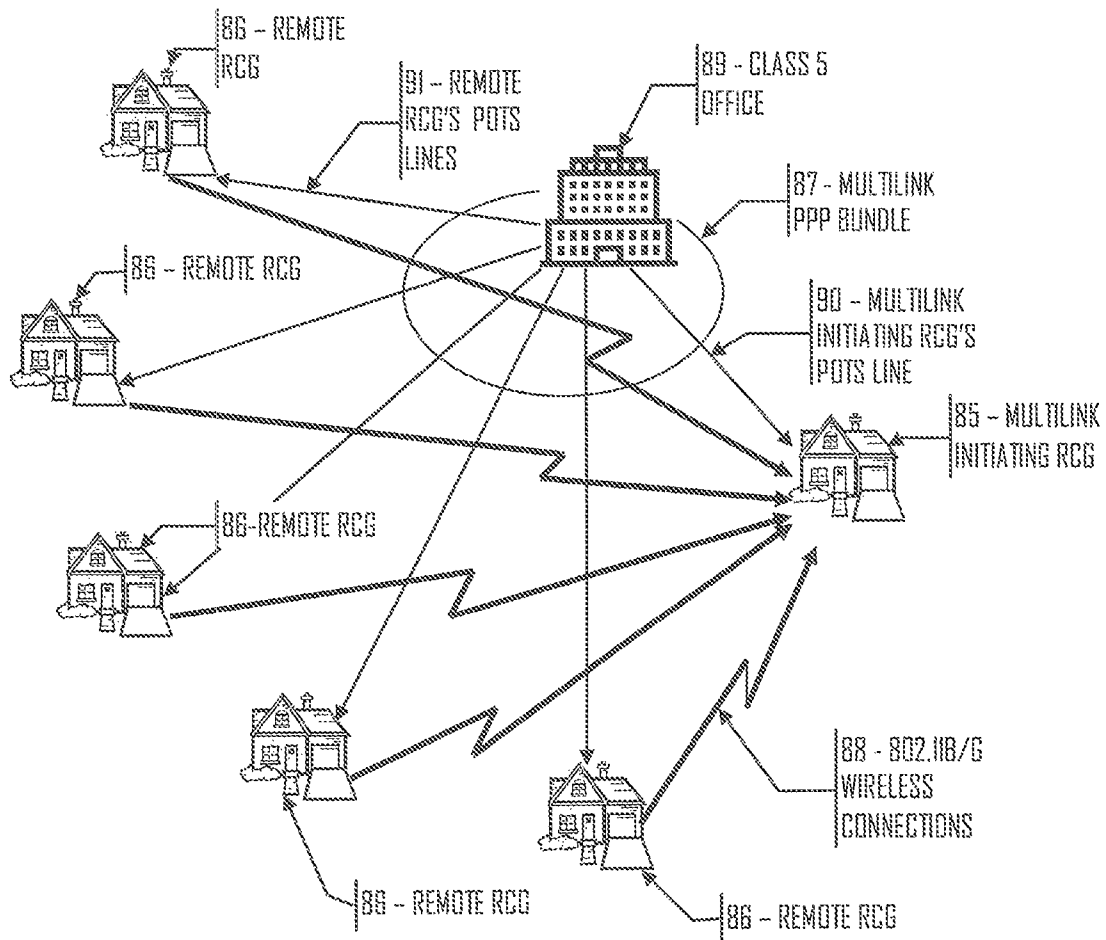 86 - REMOTE
RCG
91 - REMOTE
RCG'S POTS
LINES
89 - CLASS 5
OFFICE
87 - MULTILINK
PPP BUNDLE
86 - REMOTE RCG
90 - MULTILINK
INITIATING RCG'S
POTS LINE
85 - MULTILINK
INITIATING RCG
86-REMOTE RCG
88 - 802.11B/G
WIRELESS
CONNECTIONS
86 - REMOTE RCG
86 - REMOTE RCG